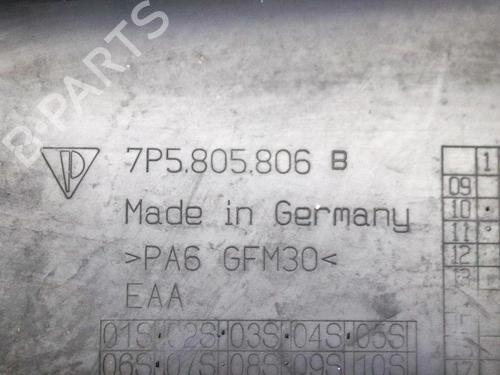 B-PARTS
P
7P5.805.806 B
Made in Germany
>PA6 GFM30<
EAA
01S 02S 03S 04S 05S
06S 07S 08S 09S 10S
1
09
10
11
12